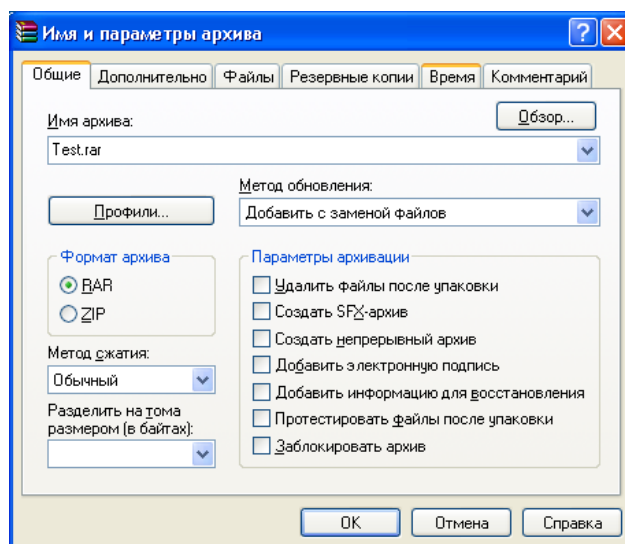 Имя и параметры архива
Общие Дополнительно Файлы Резервные копии Время Комментарий
Имя архива:
Обзор...
Test.rar
Метод обновления:
Профили...
Добавить с заменой файлов
Формат архива
RAR
ZIP
Метод сжатия:
Обычный
Разделить на тома
размером (в байтах):
Параметры архивации
Удалить файлы после упаковки
Создать SFX-архив
Создать непрерывный архив
Добавить электронную подпись
Добавить информацию для восстановления
Протестировать файлы после упаковки
Заблокировать архив
OK Отмена Справка